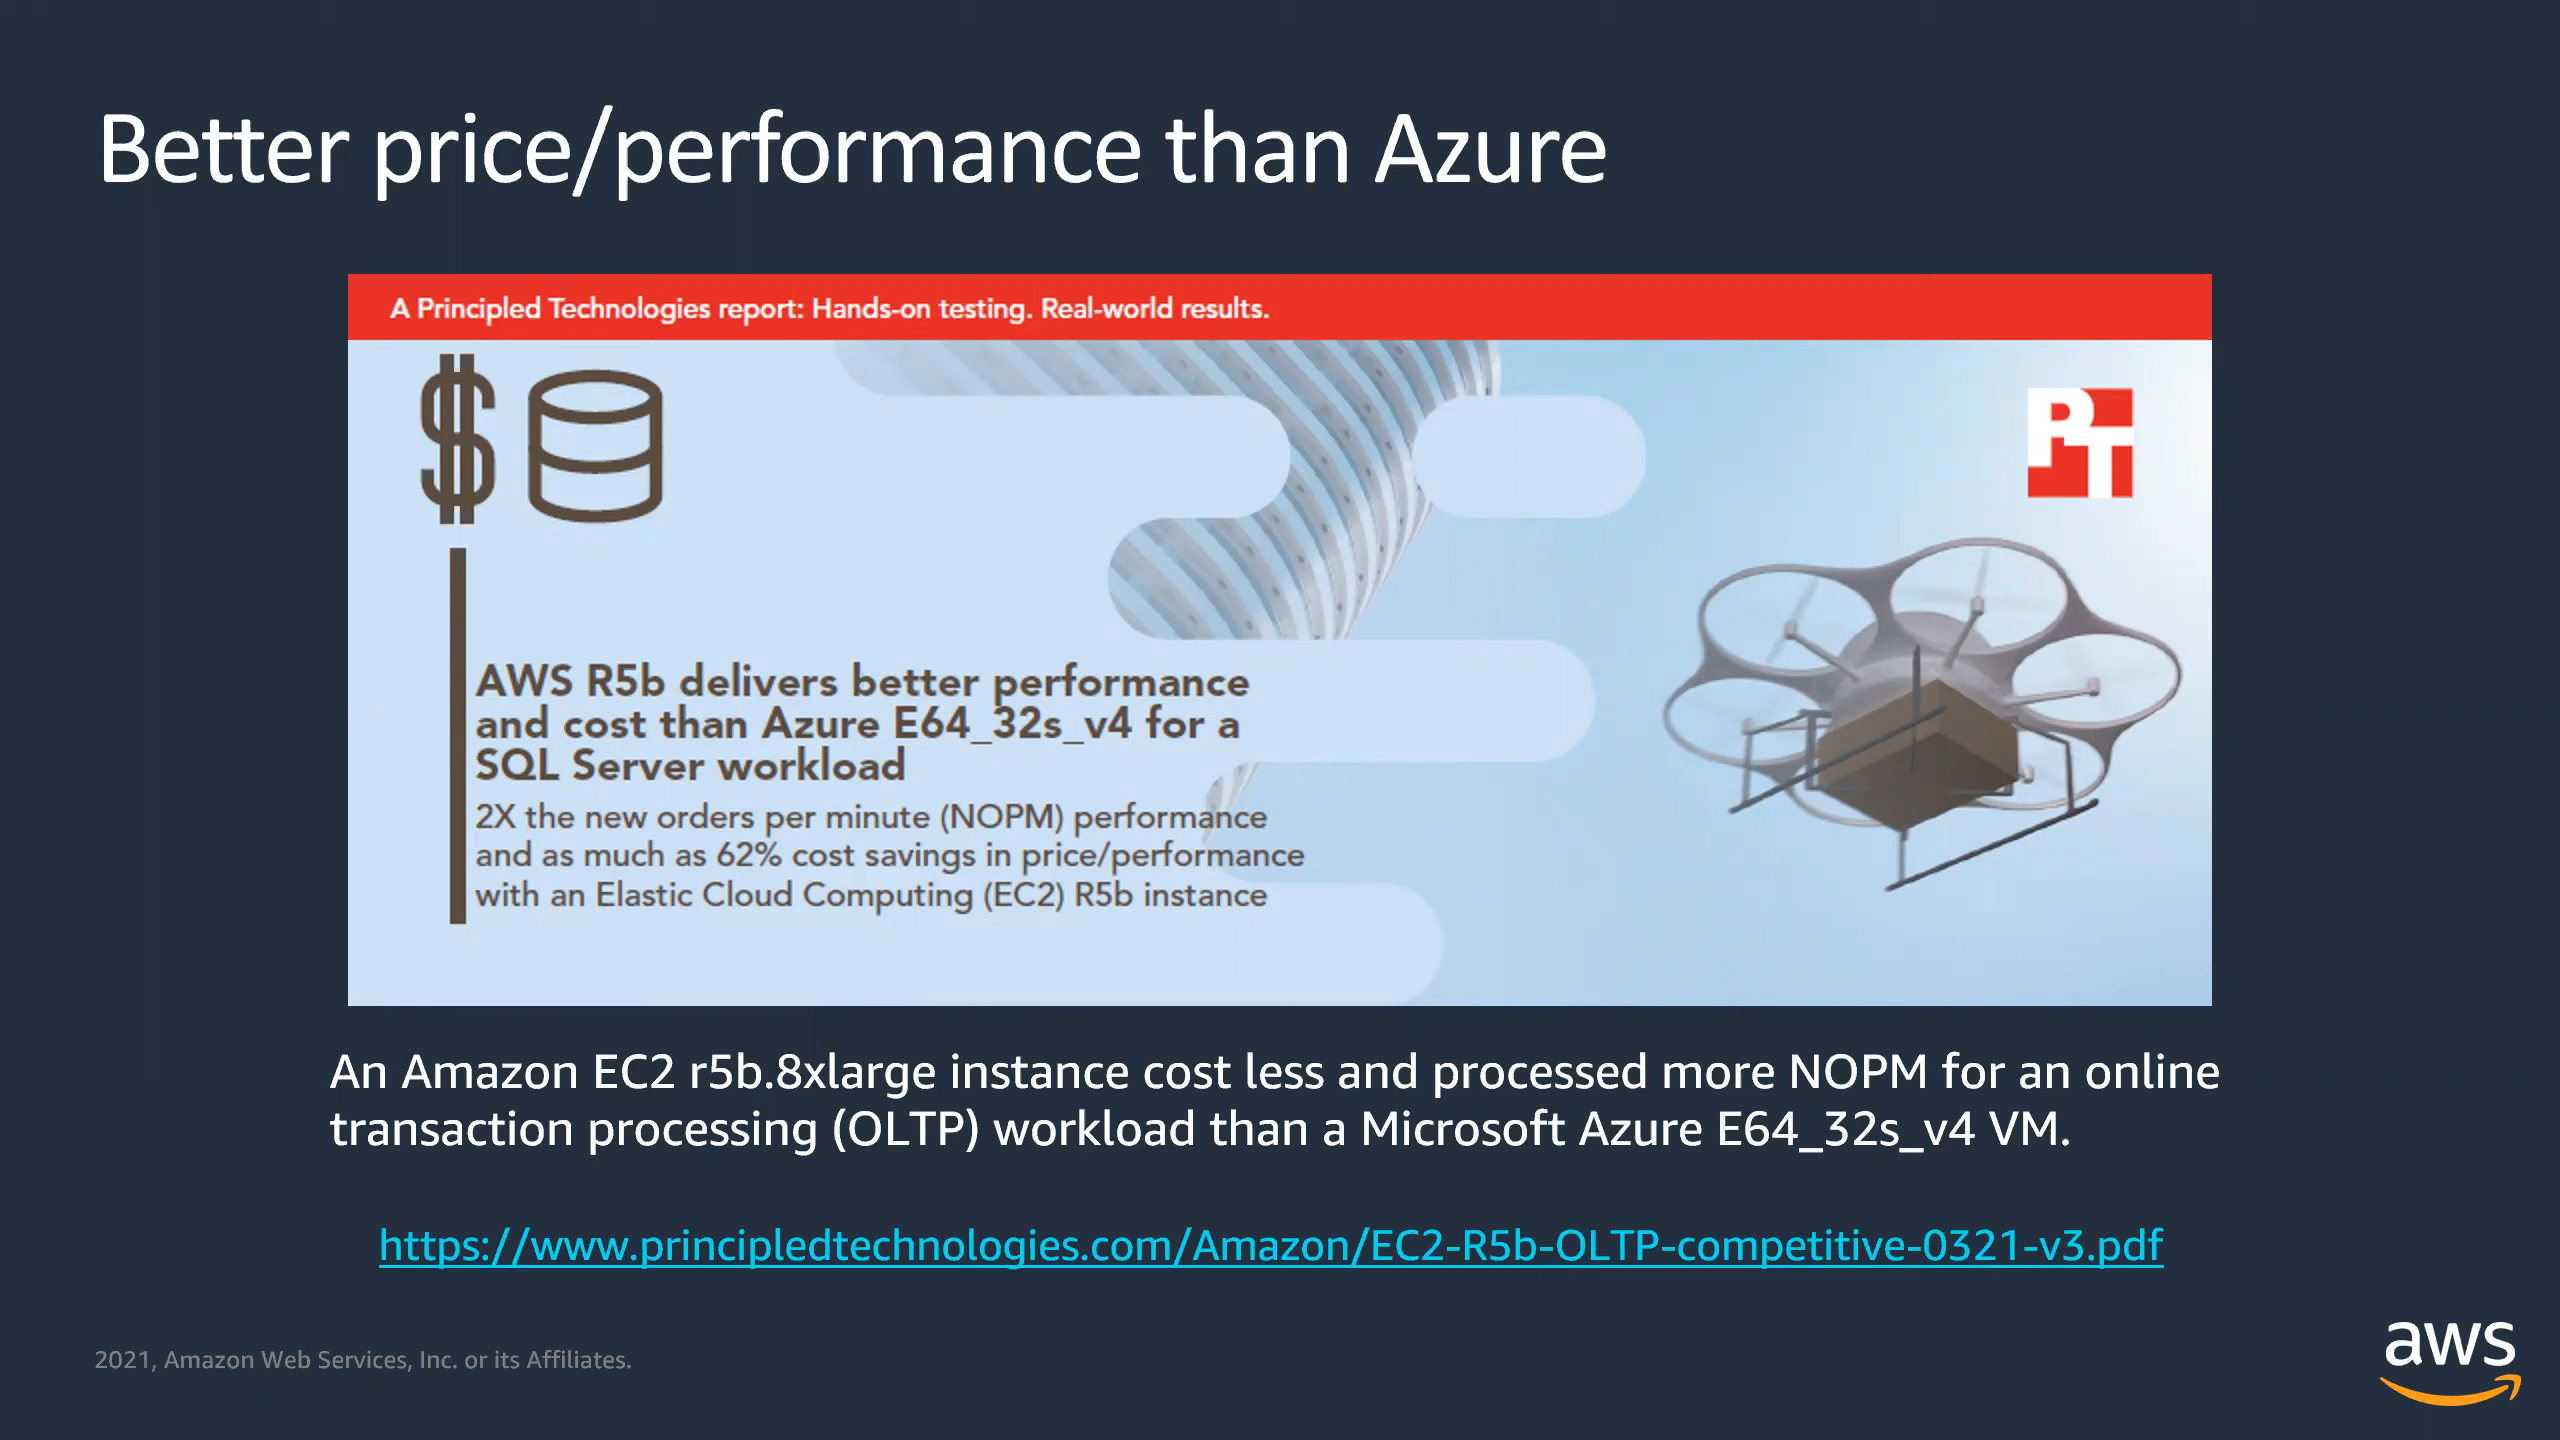 Better price/performance than Azure
A Principled Technologies report: Hands-on testing. Real-world results.
PT
AWS R5b delivers better performance
and cost than Azure E64_32s_v4 for a
SQL Server workload
2X the new orders per minute (NOPM) performance
and as much as 62% cost savings in price/performance
with an Elastic Cloud Computing (EC2) R5b instance
An Amazon EC2 r5b.8xlarge instance cost less and processed more NOPM for an online
transaction processing (OLTP) workload than a Microsoft Azure E64_32s_v4 VM.
https://www.principledtechnologies.com/Amazon/EC2-R5b-OLTP-competitive-0321-v3.pdf
2021, Amazon Web Services, Inc. or its Affiliates.
aws